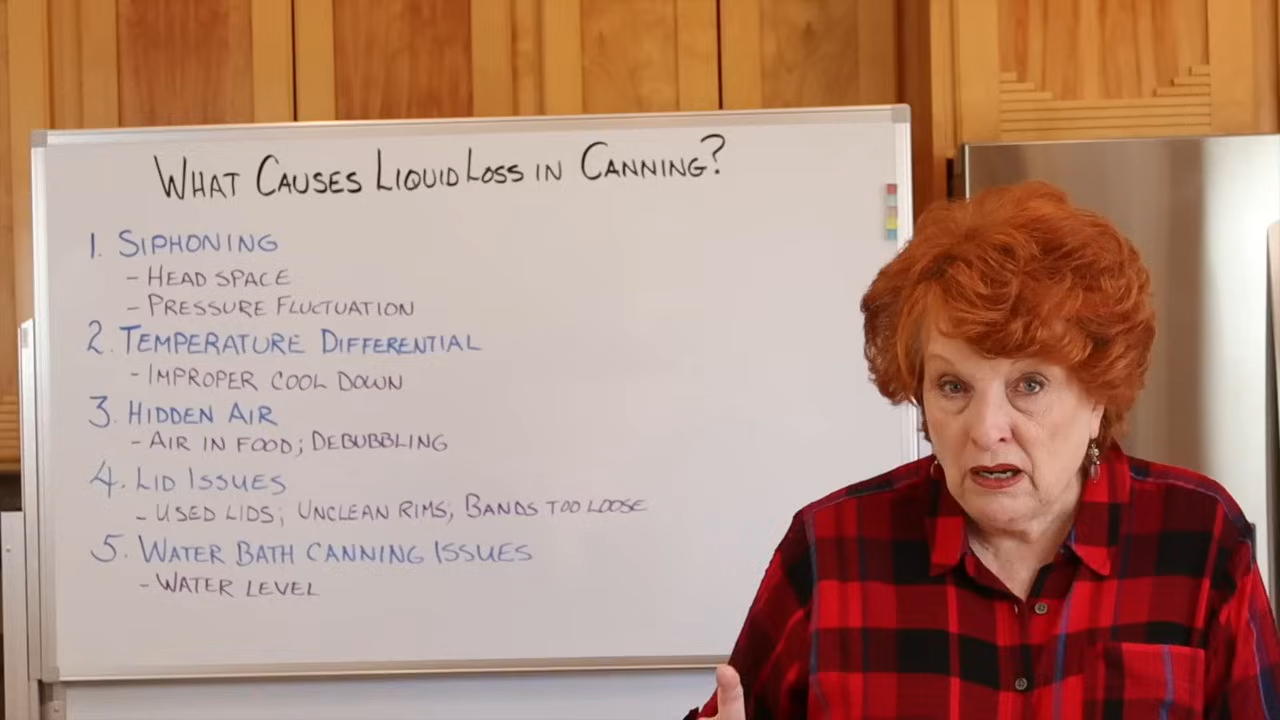 WHAT CAUSES LIQUID LOSS IN CANNING?
1. SIPHONING
- HEAD SPACE
- PRESSURE FLUCTUATION
2. TEMPERATURE DIFFERENTIAL
- IMPROPER COOL DOWN
3. HIDDEN AIR
- AIR IN FOOD; DEBUBBLING
4. LID ISSUES
- USED LIDS; UNCLEAN RIMS; BANDS TOO LOOSE
5. WATER BATH CANNING ISSUES
- WATER LEVEL